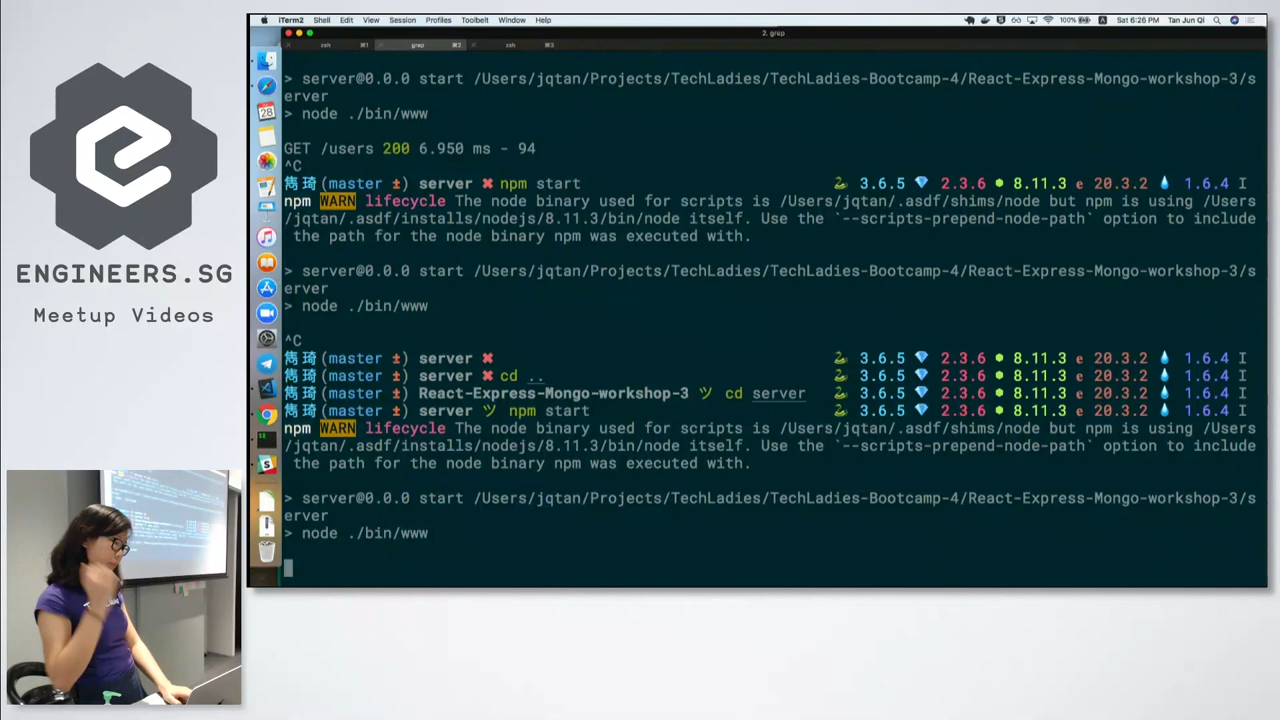 iTerm2 Shell Edit View Session Profiles Toolbelt Window Help 100% A Sat 6:26 PM Tan Jun Qi
2. grep
zsh ⌘1 grep ⌘2 zsh ⌘3
> server@0.0.0 start /Users/jqtan/Projects/TechLadies/TechLadies-Bootcamp-4/React-Express-Mongo-workshop-3/s
erver
> node ./bin/www
GET /users 200 6.950 ms - 94
^C
雋琦(master ±) server ✖ npm start 3.6.5 2.3.6 8.11.3 e 20.3.2 1.6.4 I
npm WARN lifecycle The node binary used for scripts is /Users/jqtan/.asdf/shims/node but npm is using /Users
/jqtan/.asdf/installs/nodejs/8.11.3/bin/node itself. Use the `--scripts-prepend-node-path` option to include
the path for the node binary npm was executed with.
> server@0.0.0 start /Users/jqtan/Projects/TechLadies/TechLadies-Bootcamp-4/React-Express-Mongo-workshop-3/s
erver
> node ./bin/www
^C
雋琦(master ±) server ✖ 3.6.5 2.3.6 8.11.3 e 20.3.2 1.6.4 I
雋琦(master ±) server ✖ cd .. 3.6.5 2.3.6 8.11.3 e 20.3.2 1.6.4 I
雋琦(master ±) React-Express-Mongo-workshop-3 ツ cd server 3.6.5 2.3.6 8.11.3 e 20.3.2 1.6.4 I
雋琦(master ±) server ツ npm start 3.6.5 2.3.6 8.11.3 e 20.3.2 1.6.4 I
npm WARN lifecycle The node binary used for scripts is /Users/jqtan/.asdf/shims/node but npm is using /Users
/jqtan/.asdf/installs/nodejs/8.11.3/bin/node itself. Use the `--scripts-prepend-node-path` option to include
the path for the node binary npm was executed with.
> server@0.0.0 start /Users/jqtan/Projects/TechLadies/TechLadies-Bootcamp-4/React-Express-Mongo-workshop-3/s
erver
> node ./bin/www
28
ENGINEERS.SG
Meetup Videos